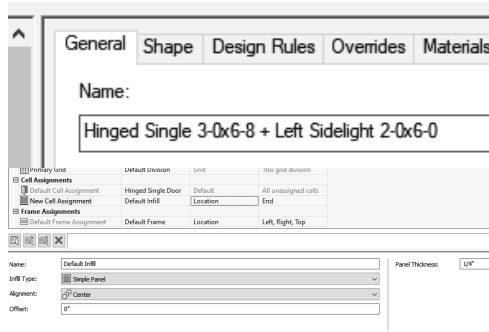 General Shape Design Rules Overrides Materials
Name:
Hinged Single 3-0x6-8 + Left Sidelight 2-0x6-0
Primary Grid Default Division Grid This grid division
Cell Assignments
Default Cell Assignment Hinged Single Door Default All unassigned cells
New Cell Assignment Default Infill Location End
Frame Assignments
Default Frame Assignment Default Frame Location Left, Right, Top
Name: Default Infill Panel Thickness: 1/4"
Infill Type: Simple Panel
Alignment: Center
Offset: 0"